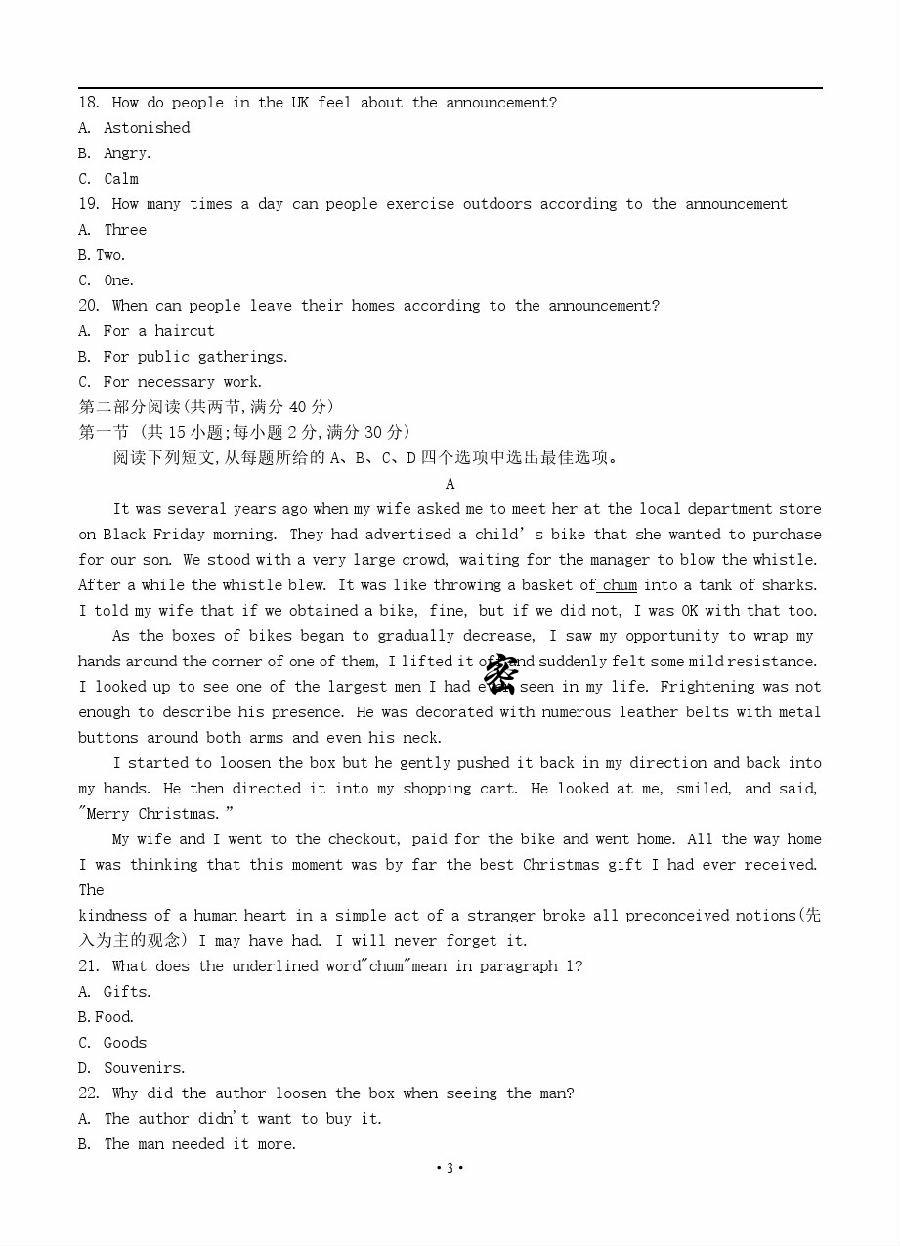 18. How do people in the UK feel about the announcement?
A. Astonished
B. Angry.
C. Calm
19. How many times a day can people exercise outdoors according to the announcement
A. Three
B. Two.
C. One.
20. When can people leave their homes according to the announcement?
A. For a haircut
B. For public gatherings.
C. For necessary work.
第二部分阅读(共两节,满分 40 分)
第一节 (共 15 小题;每小题 2 分,满分 30 分)
阅读下列短文,从每题所给的 A、B、C、D 四个选项中选出最佳选项。
A
It was several years ago when my wife asked me to meet her at the local department store
on Black Friday morning. They had advertised a child’s bike that she wanted to purchase
for our son. We stood with a very large crowd, waiting for the manager to blow the whistle.
After a while the whistle blew. It was like throwing a basket of chum into a tank of sharks.
I told my wife that if we obtained a bike, fine, but if we did not, I was OK with that too.
As the boxes of bikes began to gradually decrease, I saw my opportunity to wrap my
hands around the corner of one of them, I lifted it 密 and suddenly felt some mild resistance.
I looked up to see one of the largest men I had seen in my life. Frightening was not
enough to describe his presence. He was decorated with numerous leather belts with metal
buttons around both arms and even his neck.
I started to loosen the box but he gently pushed it back in my direction and back into
my hands. He then directed it into my shopping cart. He looked at me, smiled, and said,
"Merry Christmas.”
My wife and I went to the checkout, paid for the bike and went home. All the way home
I was thinking that this moment was by far the best Christmas gift I had ever received.
The
kindness of a human heart in a simple act of a stranger broke all preconceived notions(先
入为主的观念) I may have had. I will never forget it.
21. What does the underlined word"chum"mean in paragraph 1?
A. Gifts.
B. Food.
C. Goods
D. Souvenirs.
22. Why did the author loosen the box when seeing the man?
A. The author didn't want to buy it.
B. The man needed it more.
• 3 •